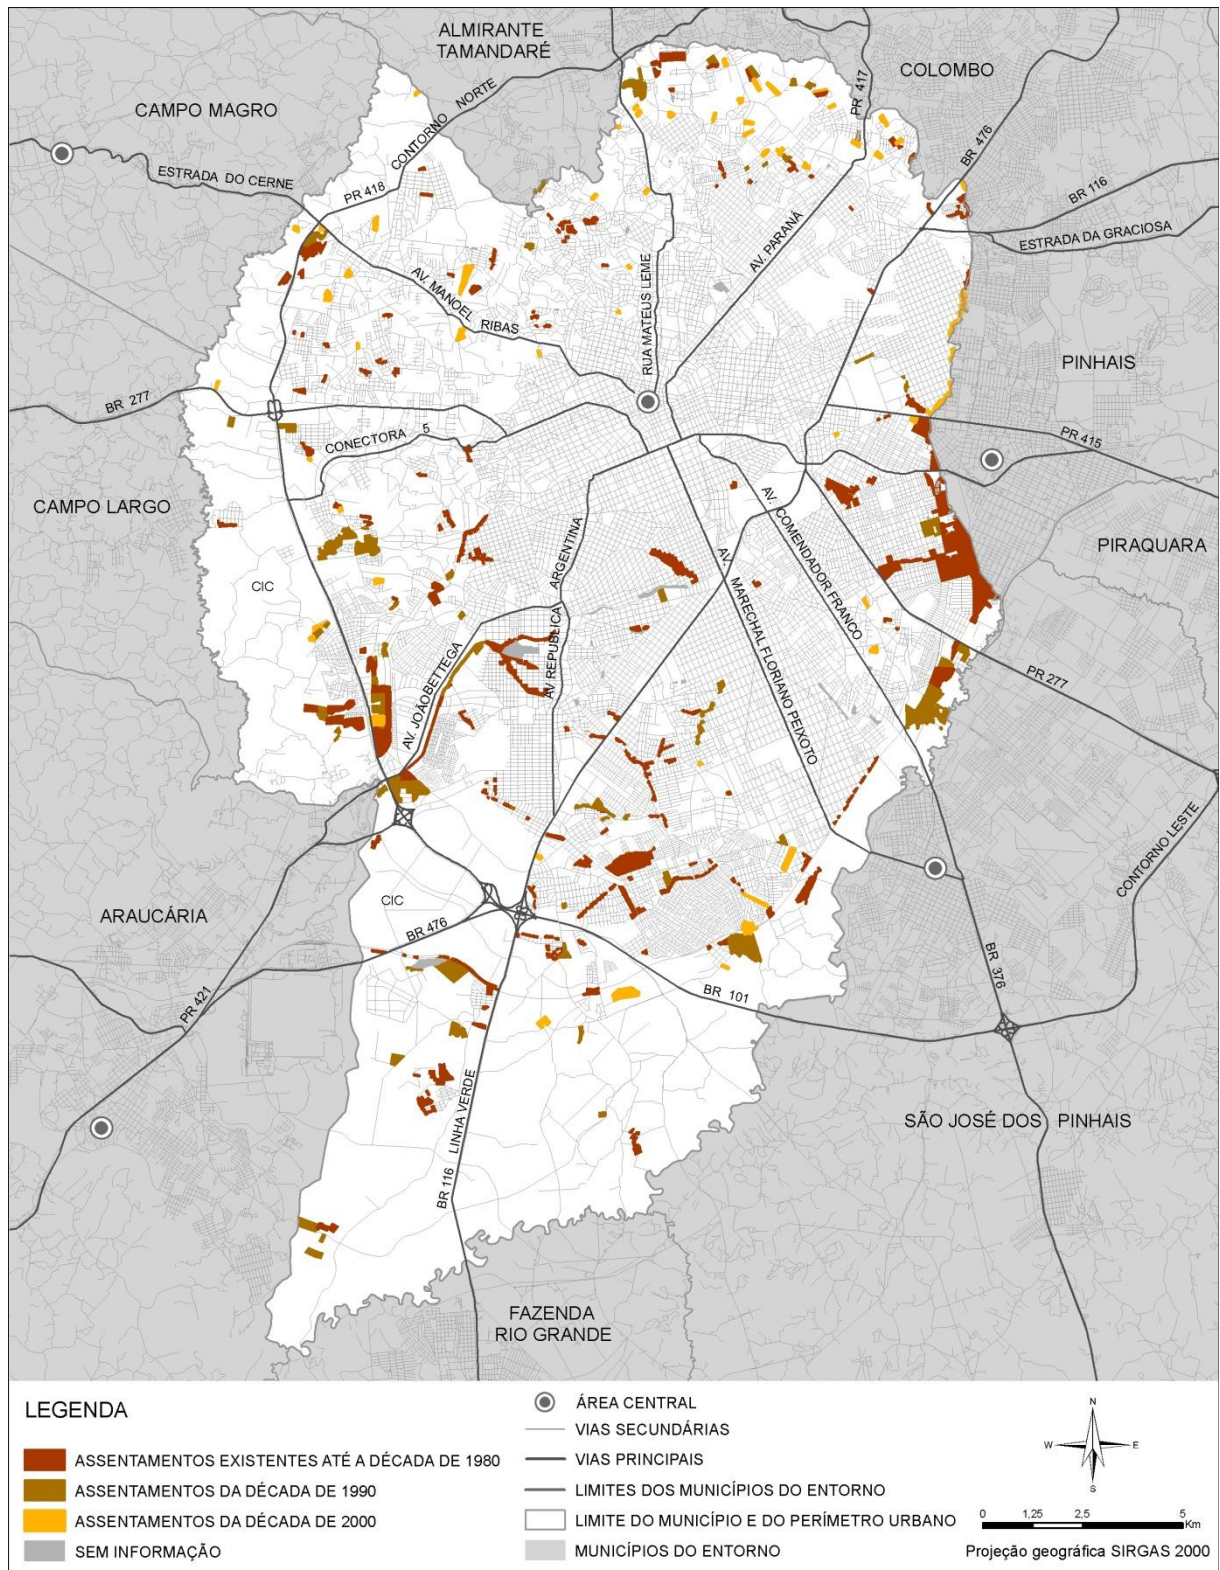 ALMIRANTE
TAMANDARÉ
COLOMBO
CAMPO MAGRO
CONTORNO NORTE
PR 417
BR 476
ESTRADA DO CERNE
PR 418
BR 116
ESTRADA DA GRACIOSA
AV. PARANÁ
AV. MANOEL RIBAS
RUA MATEUS LEME
PINHAIS
BR 277
CONECTORA 5
PR 415
CAMPO LARGO
AV. COMENDADOR FRANCO
PIRAQUARA
AV. MARECHAL FLORIANO PEIXOTO
AV REPUBLICA ARGENTINA
CIC
AV. JOÃOBETTEGA
PR 277
CONTORNO LESTE
CIC
ARAUCÁRIA
BR 476
PR 421
BR 101
BR 376
BR 116 LINHA VERDE
SÃO JOSÉ DOS PINHAIS
FAZENDA
RIO GRANDE
LEGENDA
ASSENTAMENTOS EXISTENTES ATÉ A DÉCADA DE 1980
ASSENTAMENTOS DA DÉCADA DE 1990
ASSENTAMENTOS DA DÉCADA DE 2000
SEM INFORMAÇÃO
ÁREA CENTRAL
VIAS SECUNDÁRIAS
VIAS PRINCIPAIS
LIMITES DOS MUNICÍPIOS DO ENTORNO
LIMITE DO MUNICÍPIO E DO PERÍMETRO URBANO
MUNICÍPIOS DO ENTORNO
N
W E
S
0 1,25 2,5 5
Km
Projeção geográfica SIRGAS 2000